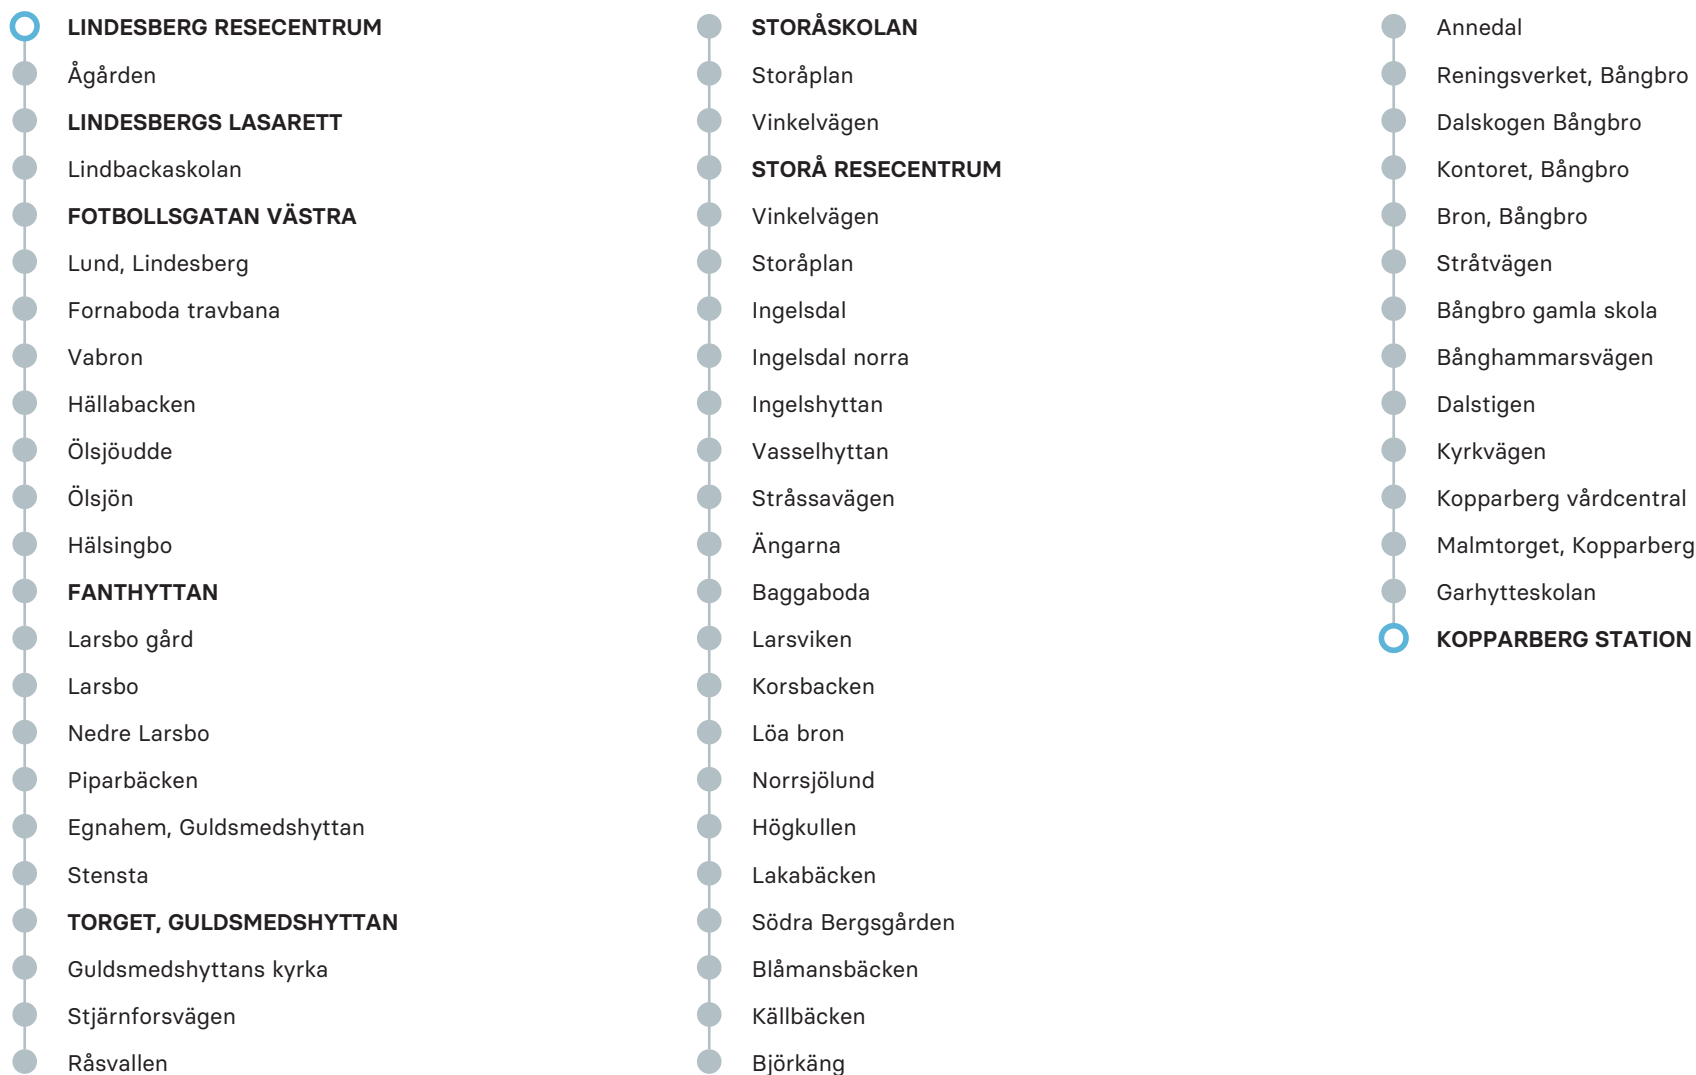 LINDESBERG RESECENTRUM
Ågården
LINDESBERGS LASARETT
Lindbackaskolan
FOTBOLLSGATAN VÄSTRA
Lund, Lindesberg
Fornaboda travbana
Vabron
Hällabacken
Ölsjöudde
Ölsjön
Hälsingbo
FANTHYTTAN
Larsbo gård
Larsbo
Nedre Larsbo
Piparbäcken
Egnahem, Guldsmedshyttan
Stensta
TORGET, GULDSMEDSHYTTAN
Guldsmedshyttans kyrka
Stjärnforsvägen
Råsvallen
STORÅSKOLAN
Storåplan
Vinkelvägen
STORÅ RESECENTRUM
Vinkelvägen
Storåplan
Ingelsdal
Ingelsdal norra
Ingelshyttan
Vasselhyttan
Stråssavägen
Ängarna
Baggaboda
Larsviken
Korsbacken
Löa bron
Norrsjölund
Högkullen
Lakabäcken
Södra Bergsgården
Blåmansbäcken
Källbäcken
Björkäng
Annedal
Reningsverket, Bångbro
Dalskogen Bångbro
Kontoret, Bångbro
Bron, Bångbro
Stråtvägen
Bångbro gamla skola
Bånghammarsvägen
Dalstigen
Kyrkvägen
Kopparberg vårdcentral
Malmtorget, Kopparberg
Garhytteskolan
KOPPARBERG STATION